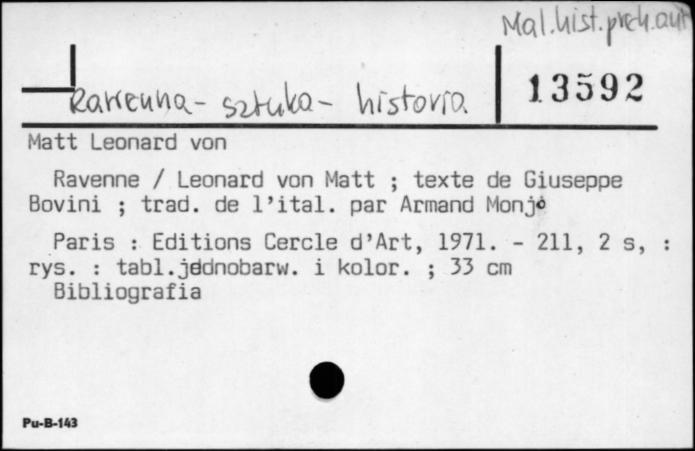 Mal. hist. preh. aut
Ravenna - sztuka - historia
13592
Matt Leonard von
Ravenne / Leonard von Matt ; texte de Giuseppe
Bovini ; trad. de l'ital. par Armand Monjo
Paris : Editions Cercle d'Art, 1971. - 211, 2 s, :
rys. : tabl.jednobarw. i kolor. ; 33 cm
Bibliografia
Pu-B-143